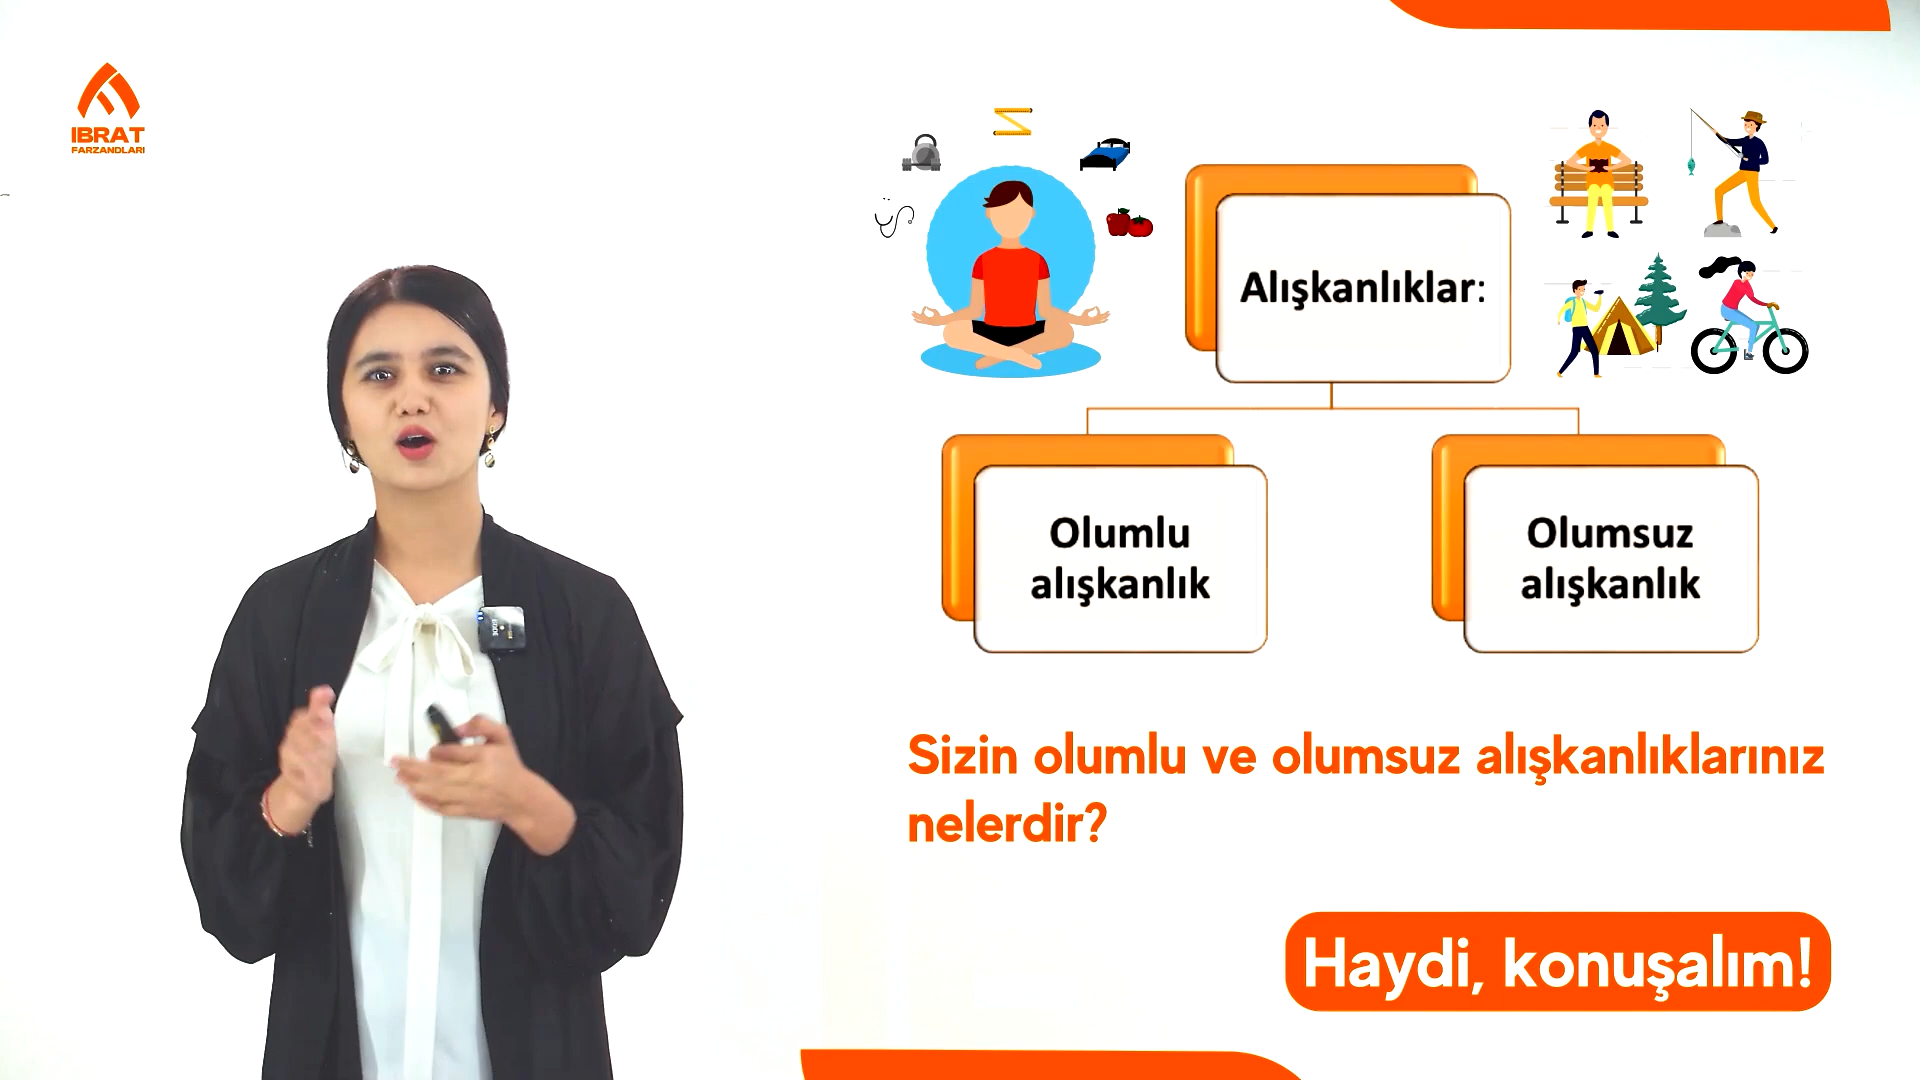 IBRAT
FARZANDLARI
Alışkanlıklar:
Olumlu
alışkanlık
Olumsuz
alışkanlık
Sizin olumlu ve olumsuz alışkanlıklarınız
nelerdir?
Haydi, konuşalım!